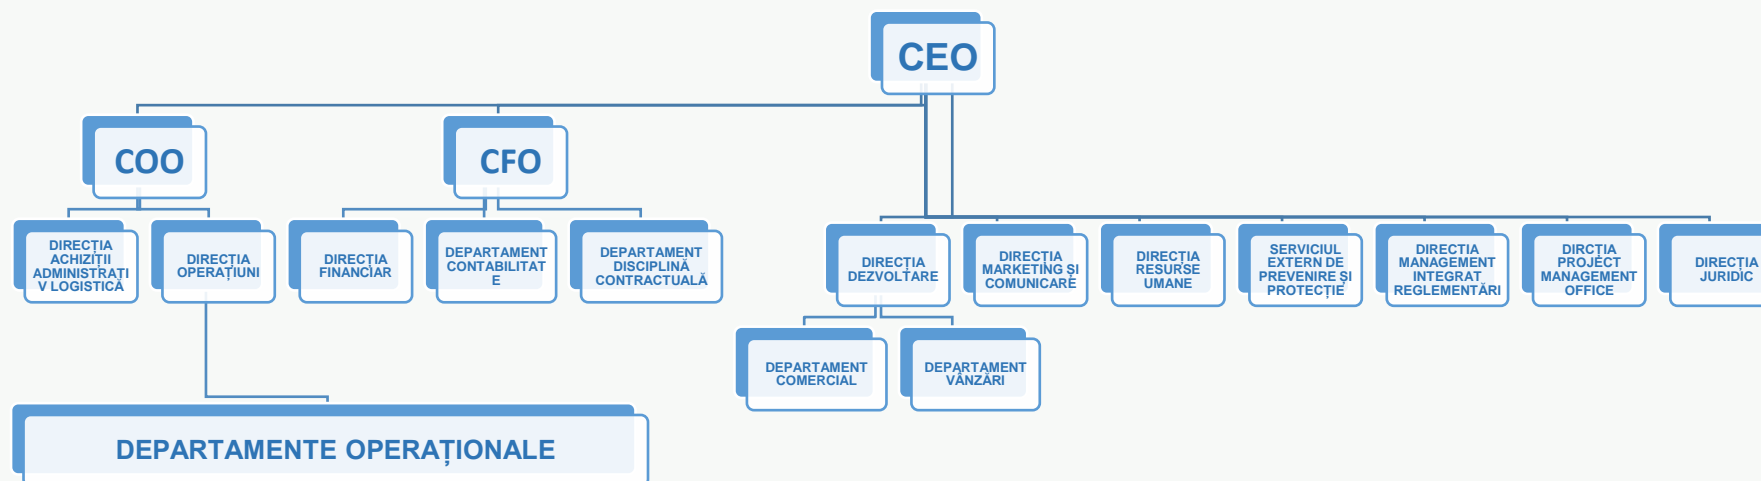 CEO
COO
CFO
DIRECȚIA
ACHIZIȚII
ADMINISTRATI
V LOGISTICĂ
DIRECȚIA
OPERAȚIUNI
DIRECȚIA
FINANCIAR
DEPARTAMENT
CONTABILITAT
E
DEPARTAMENT
DISCIPLINĂ
CONTRACTUALĂ
DIRECȚIA
DEZVOLTARE
DIRECȚIA
MARKETING ȘI
COMUNICARE
DIRECȚIA
RESURSE
UMANE
SERVICIUL
EXTERN DE
PREVENIRE ȘI
PROTECȚIE
DIRECȚIA
MANAGEMENT
INTEGRAT
REGLEMENTĂRI
DIRCȚIA
PROJECT
MANAGEMENT
OFFICE
DIRECȚIA
JURIDIC
DEPARTAMENT
COMERCIAL
DEPARTAMENT
VÂNZĂRI
DEPARTAMENTE OPERAȚIONALE